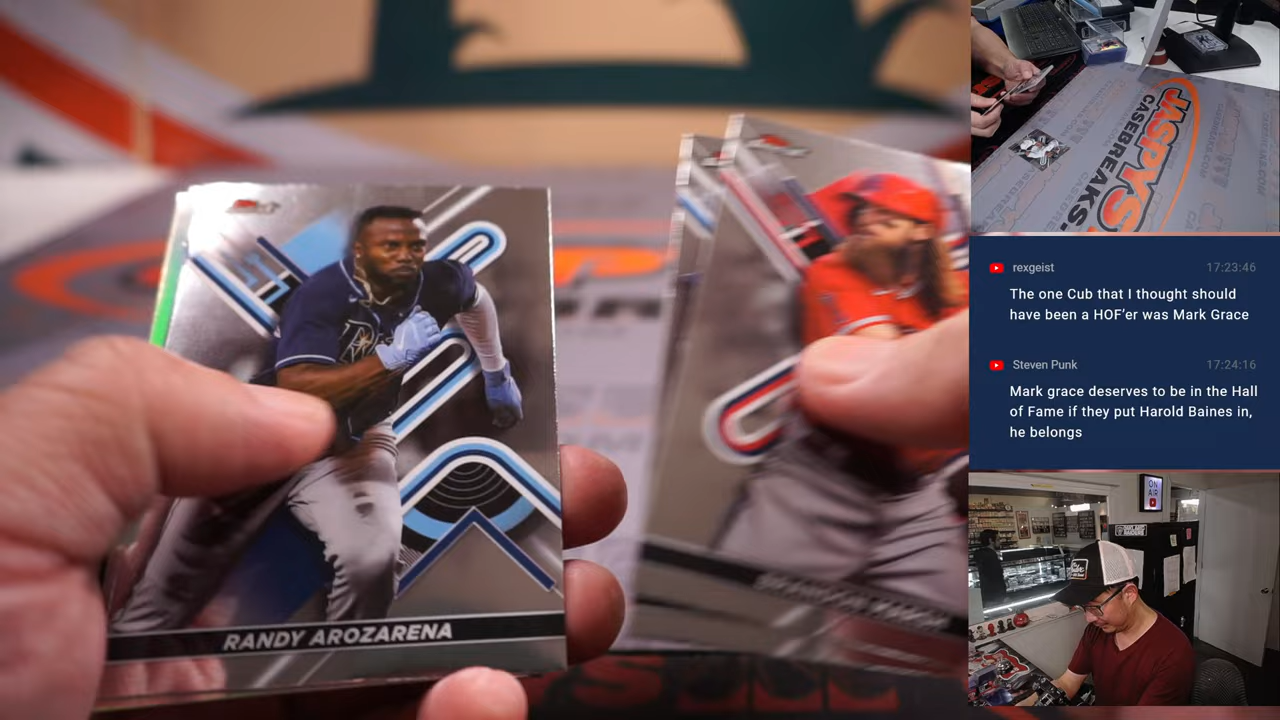 RANDY AROZARENA
JASPYS
CASEBREAKS.
rexgeist
17:23:46
The one Cub that I thought should
have been a HOF'er was Mark Grace
Steven Punk
17:24:16
Mark grace deserves to be in the Hall
of Fame if they put Harold Baines in,
he belongs
ON
AIR